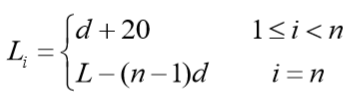 L_i = { d + 20    1 ≤ i < n
L − (n − 1)d    i = n